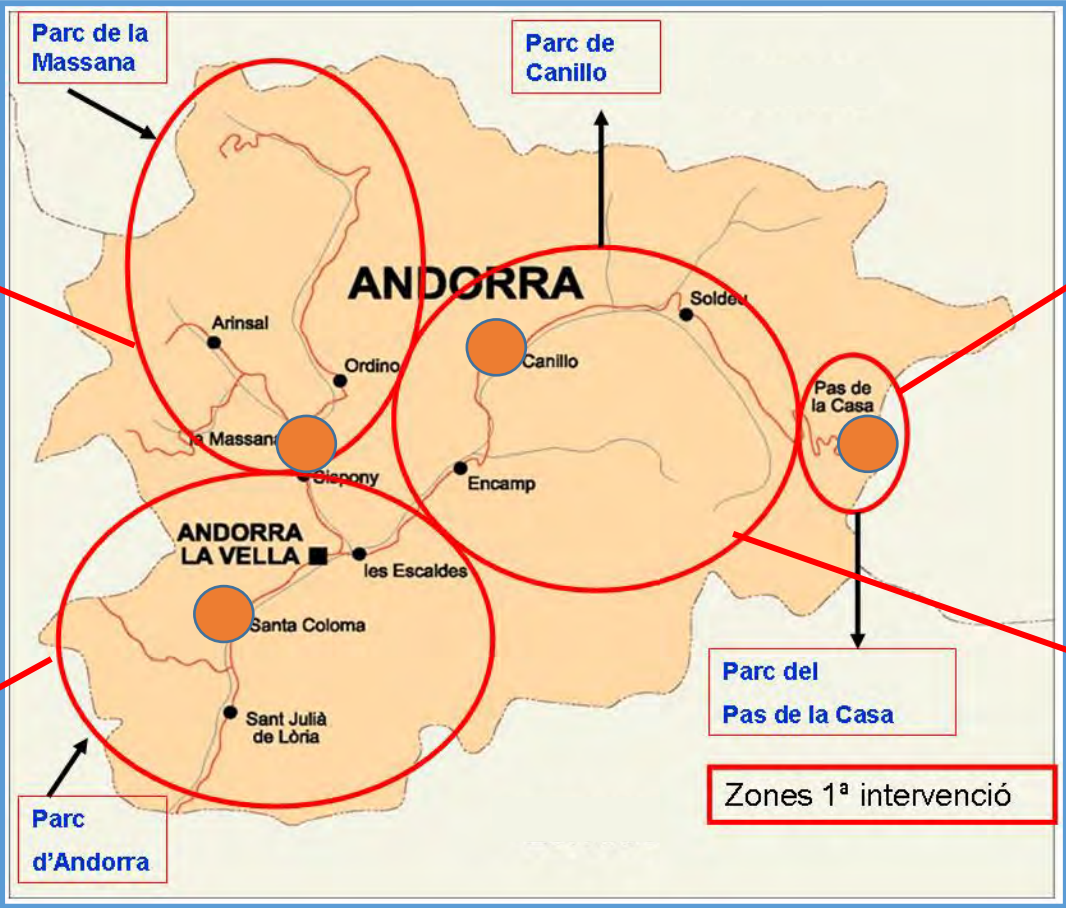 Parc de la
Massana
Parc de
Canillo
ANDORRA
Soldeu
Arinsal
Canillo
Ordino
Pas de
la Casa
la Massana
Sispony
Encamp
ANDORRA
LA VELLA
les Escaldes
Santa Coloma
Parc del
Pas de la Casa
Sant Julià
de Lòria
Zones 1ª intervenció
Parc
d'Andorra